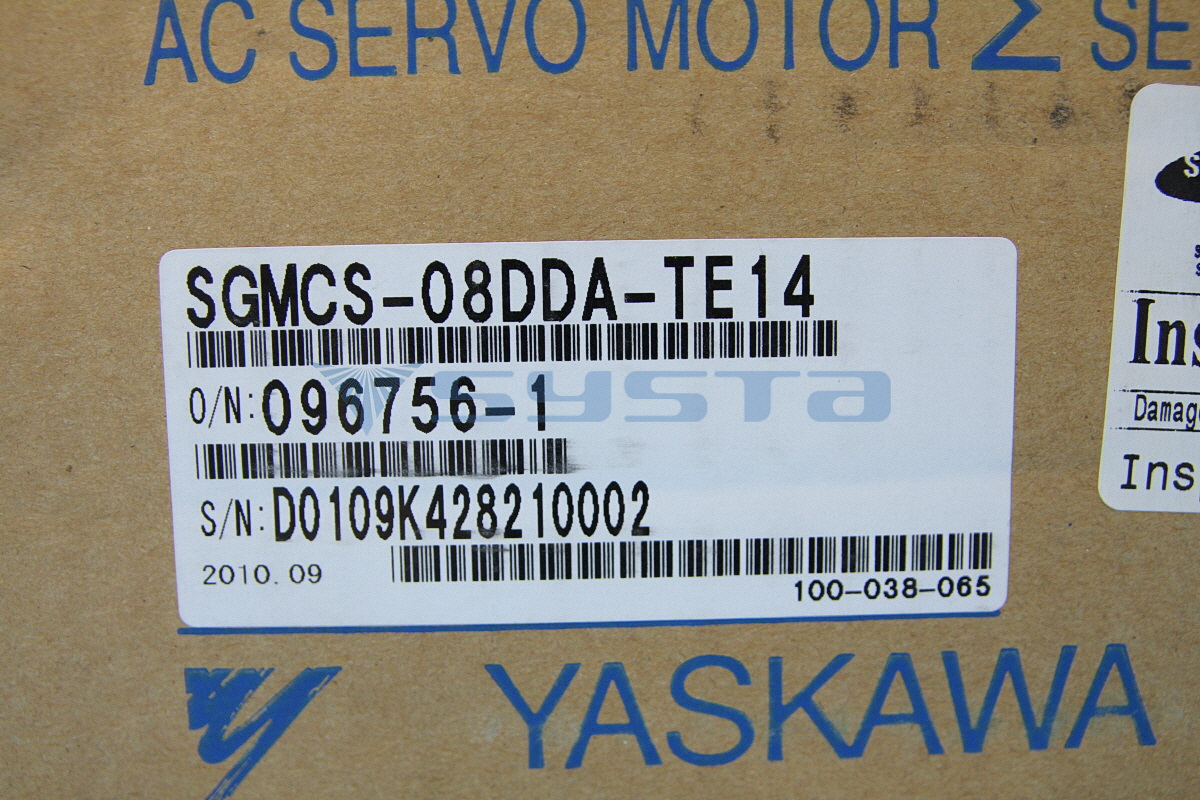 AC SERVO MOTOR Σ SE
SGMCS-08DDA-TE14
O/N: 096756-1
systa
S/N: D0109K428210002
2010.09
100-038-065
YASKAWA
Ins
Damag
Ins